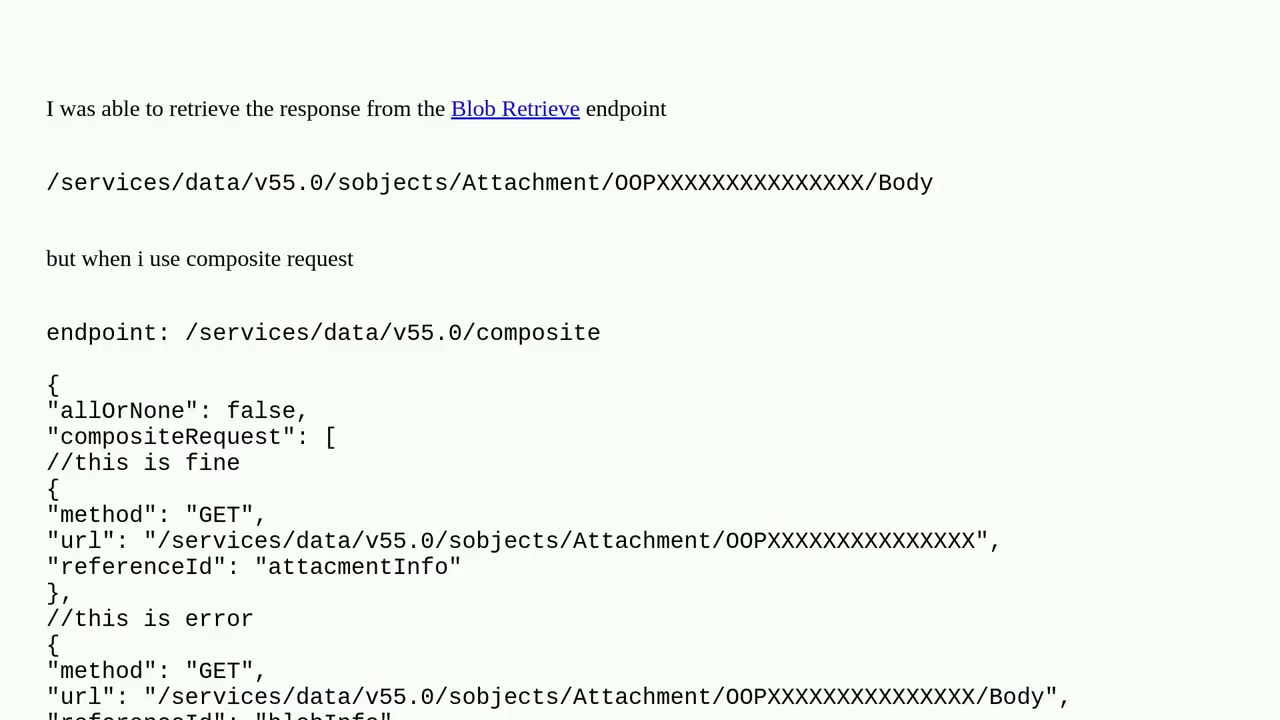 I was able to retrieve the response from the Blob Retrieve endpoint
/services/data/v55.0/sobjects/Attachment/OOPXXXXXXXXXXXXXXX/Body
but when i use composite request
endpoint: /services/data/v55.0/composite
{
"allOrNone": false,
"compositeRequest": [
//this is fine
{
"method": "GET",
"url": "/services/data/v55.0/sobjects/Attachment/OOPXXXXXXXXXXXXXXX",
"referenceId": "attacmentInfo"
},
//this is error
{
"method": "GET",
"url": "/services/data/v55.0/sobjects/Attachment/OOPXXXXXXXXXXXXXXX/Body",
"referenceId": "blobInfo"